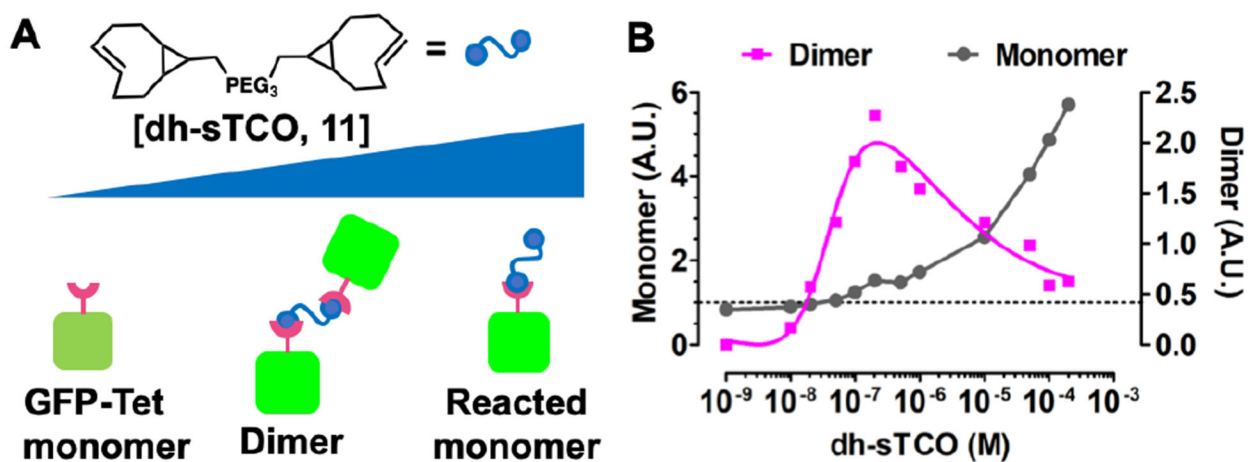 A
=
PEG3
[dh-sTCO, 11]
GFP-Tet
monomer
Dimer
Reacted
monomer
B
Dimer
Monomer
Monomer (A.U.)
6
4
2
0
2.5
2.0
1.5
1.0
0.5
0.0
Dimer (A.U.)
10-9 10-8 10-7 10-6 10-5 10-4 10-3
dh-sTCO (M)